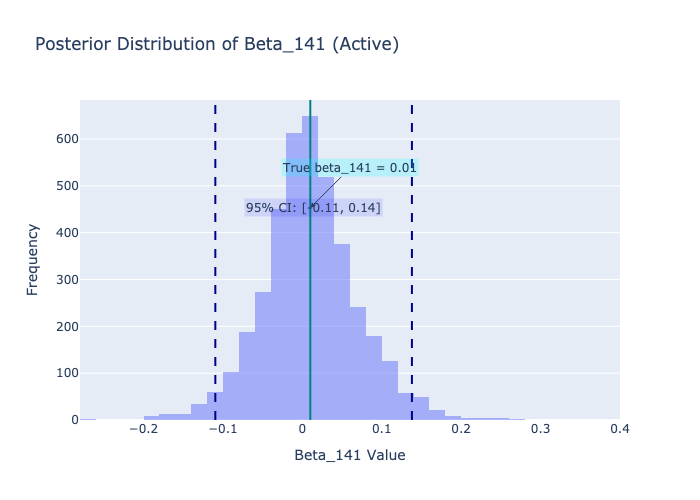 Posterior Distribution of Beta_141 (Active)
600
500
400
300
200
100
0
Frequency
True beta_141 = 0.01
95% CI: [-0.11, 0.14]
−0.2
−0.1
0
0.1
0.2
0.3
0.4
Beta_141 Value